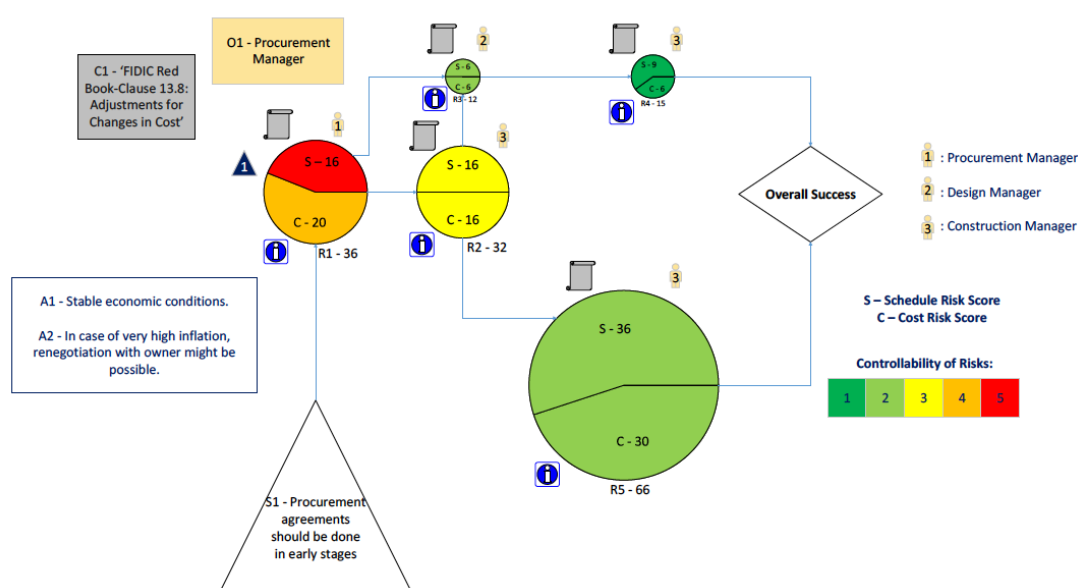 O1 - Procurement
Manager
C1 - ‘FIDIC Red
Book-Clause 13.8:
Adjustments for
Changes in Cost’
2
S - 6
C - 6
R3 - 12
3
S - 9
C - 6
R4 - 15
1
1
S – 16
C - 20
R1 - 36
3
S - 16
C - 16
R2 - 32
Overall Success
1 : Procurement Manager
2 : Design Manager
3 : Construction Manager
A1 - Stable economic conditions.
A2 - In case of very high inflation,
renegotiation with owner might be
possible.
3
S - 36
C - 30
R5 - 66
S – Schedule Risk Score
C – Cost Risk Score
Controllability of Risks:
1 2 3 4 5
S1 - Procurement
agreements
should be done
in early stages